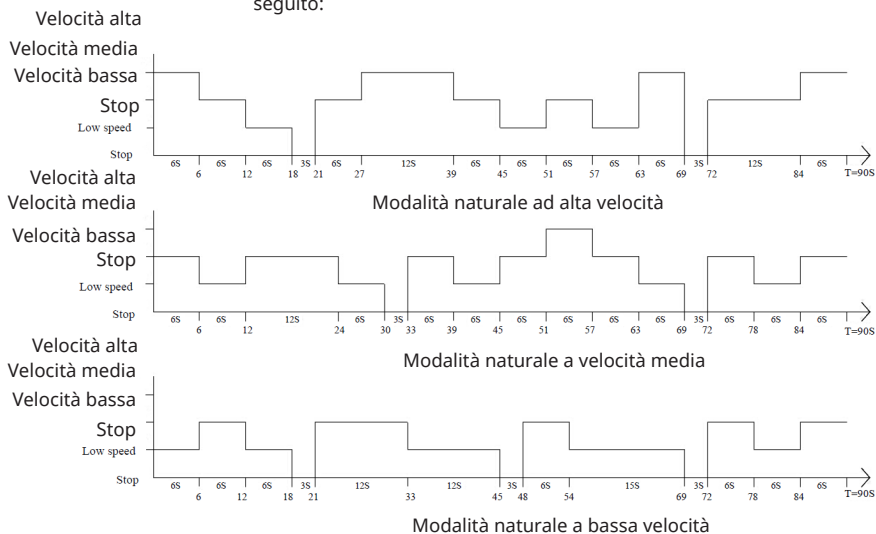 seguito:
Velocità alta
Velocità media
Velocità bassa
Stop
Low speed
Stop
6S 6S 6S 3S 6S 12S 6S 6S 6S 6S 6S 3S 12S 6S
6 12 18 21 27 39 45 51 57 63 69 72 84 T=90S
Modalità naturale ad alta velocità
Velocità alta
Velocità media
Velocità bassa
Stop
Low speed
Stop
6S 6S 12S 6S 3S 6S 6S 6S 6S 6S 6S 3S 6S 6S 6S
6 12 24 30 33 39 45 51 57 63 69 72 78 84 T=90S
Modalità naturale a velocità media
Velocità alta
Velocità media
Velocità bassa
Stop
Low speed
Stop
6S 6S 6S 3S 12S 12S 3S 6S 15S 3S 6S 6S 6S
6 12 18 21 33 45 48 54 69 72 78 84 T=90S
Modalità naturale a bassa velocità